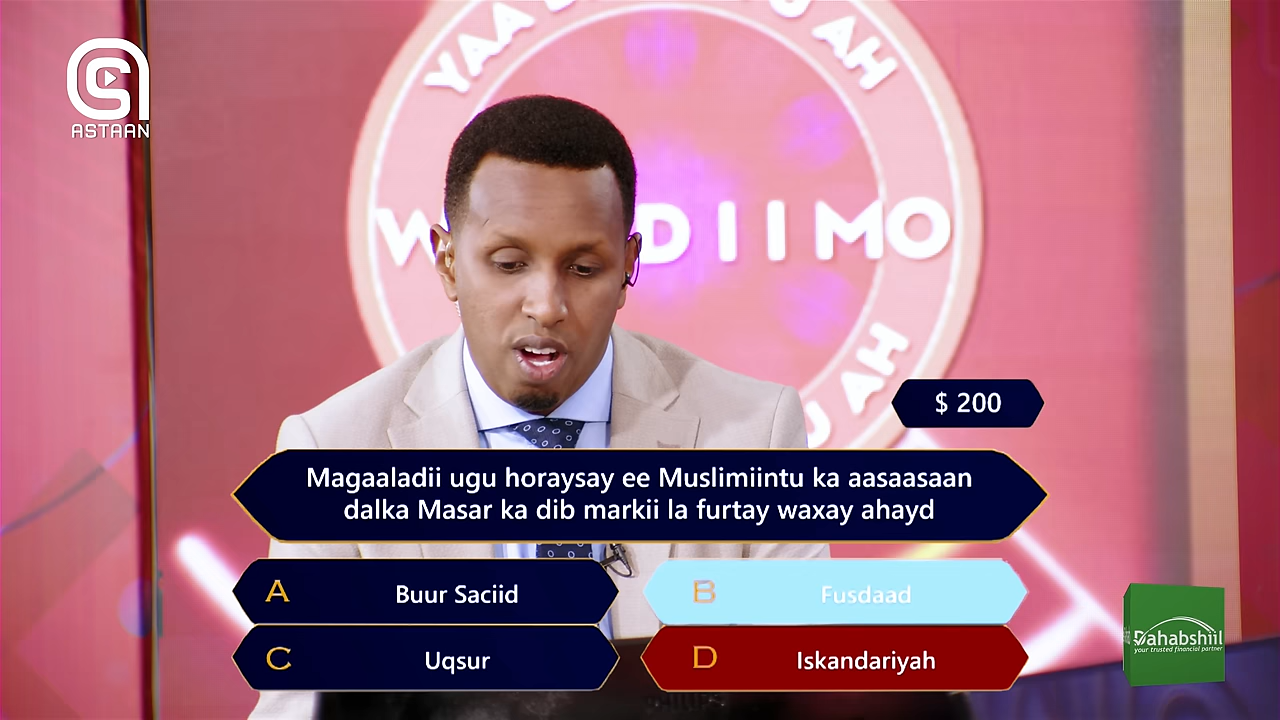 ASTAAN
DIIMO
$ 200
Magaaladii ugu horaysay ee Muslimiintu ka aasaasaan
dalka Masar ka dib markii la furtay waxay ahayd
A Buur Saciid
B Fusdaad
C Uqsur
D Iskandariyah
Dahabshiil
your trusted financial partner